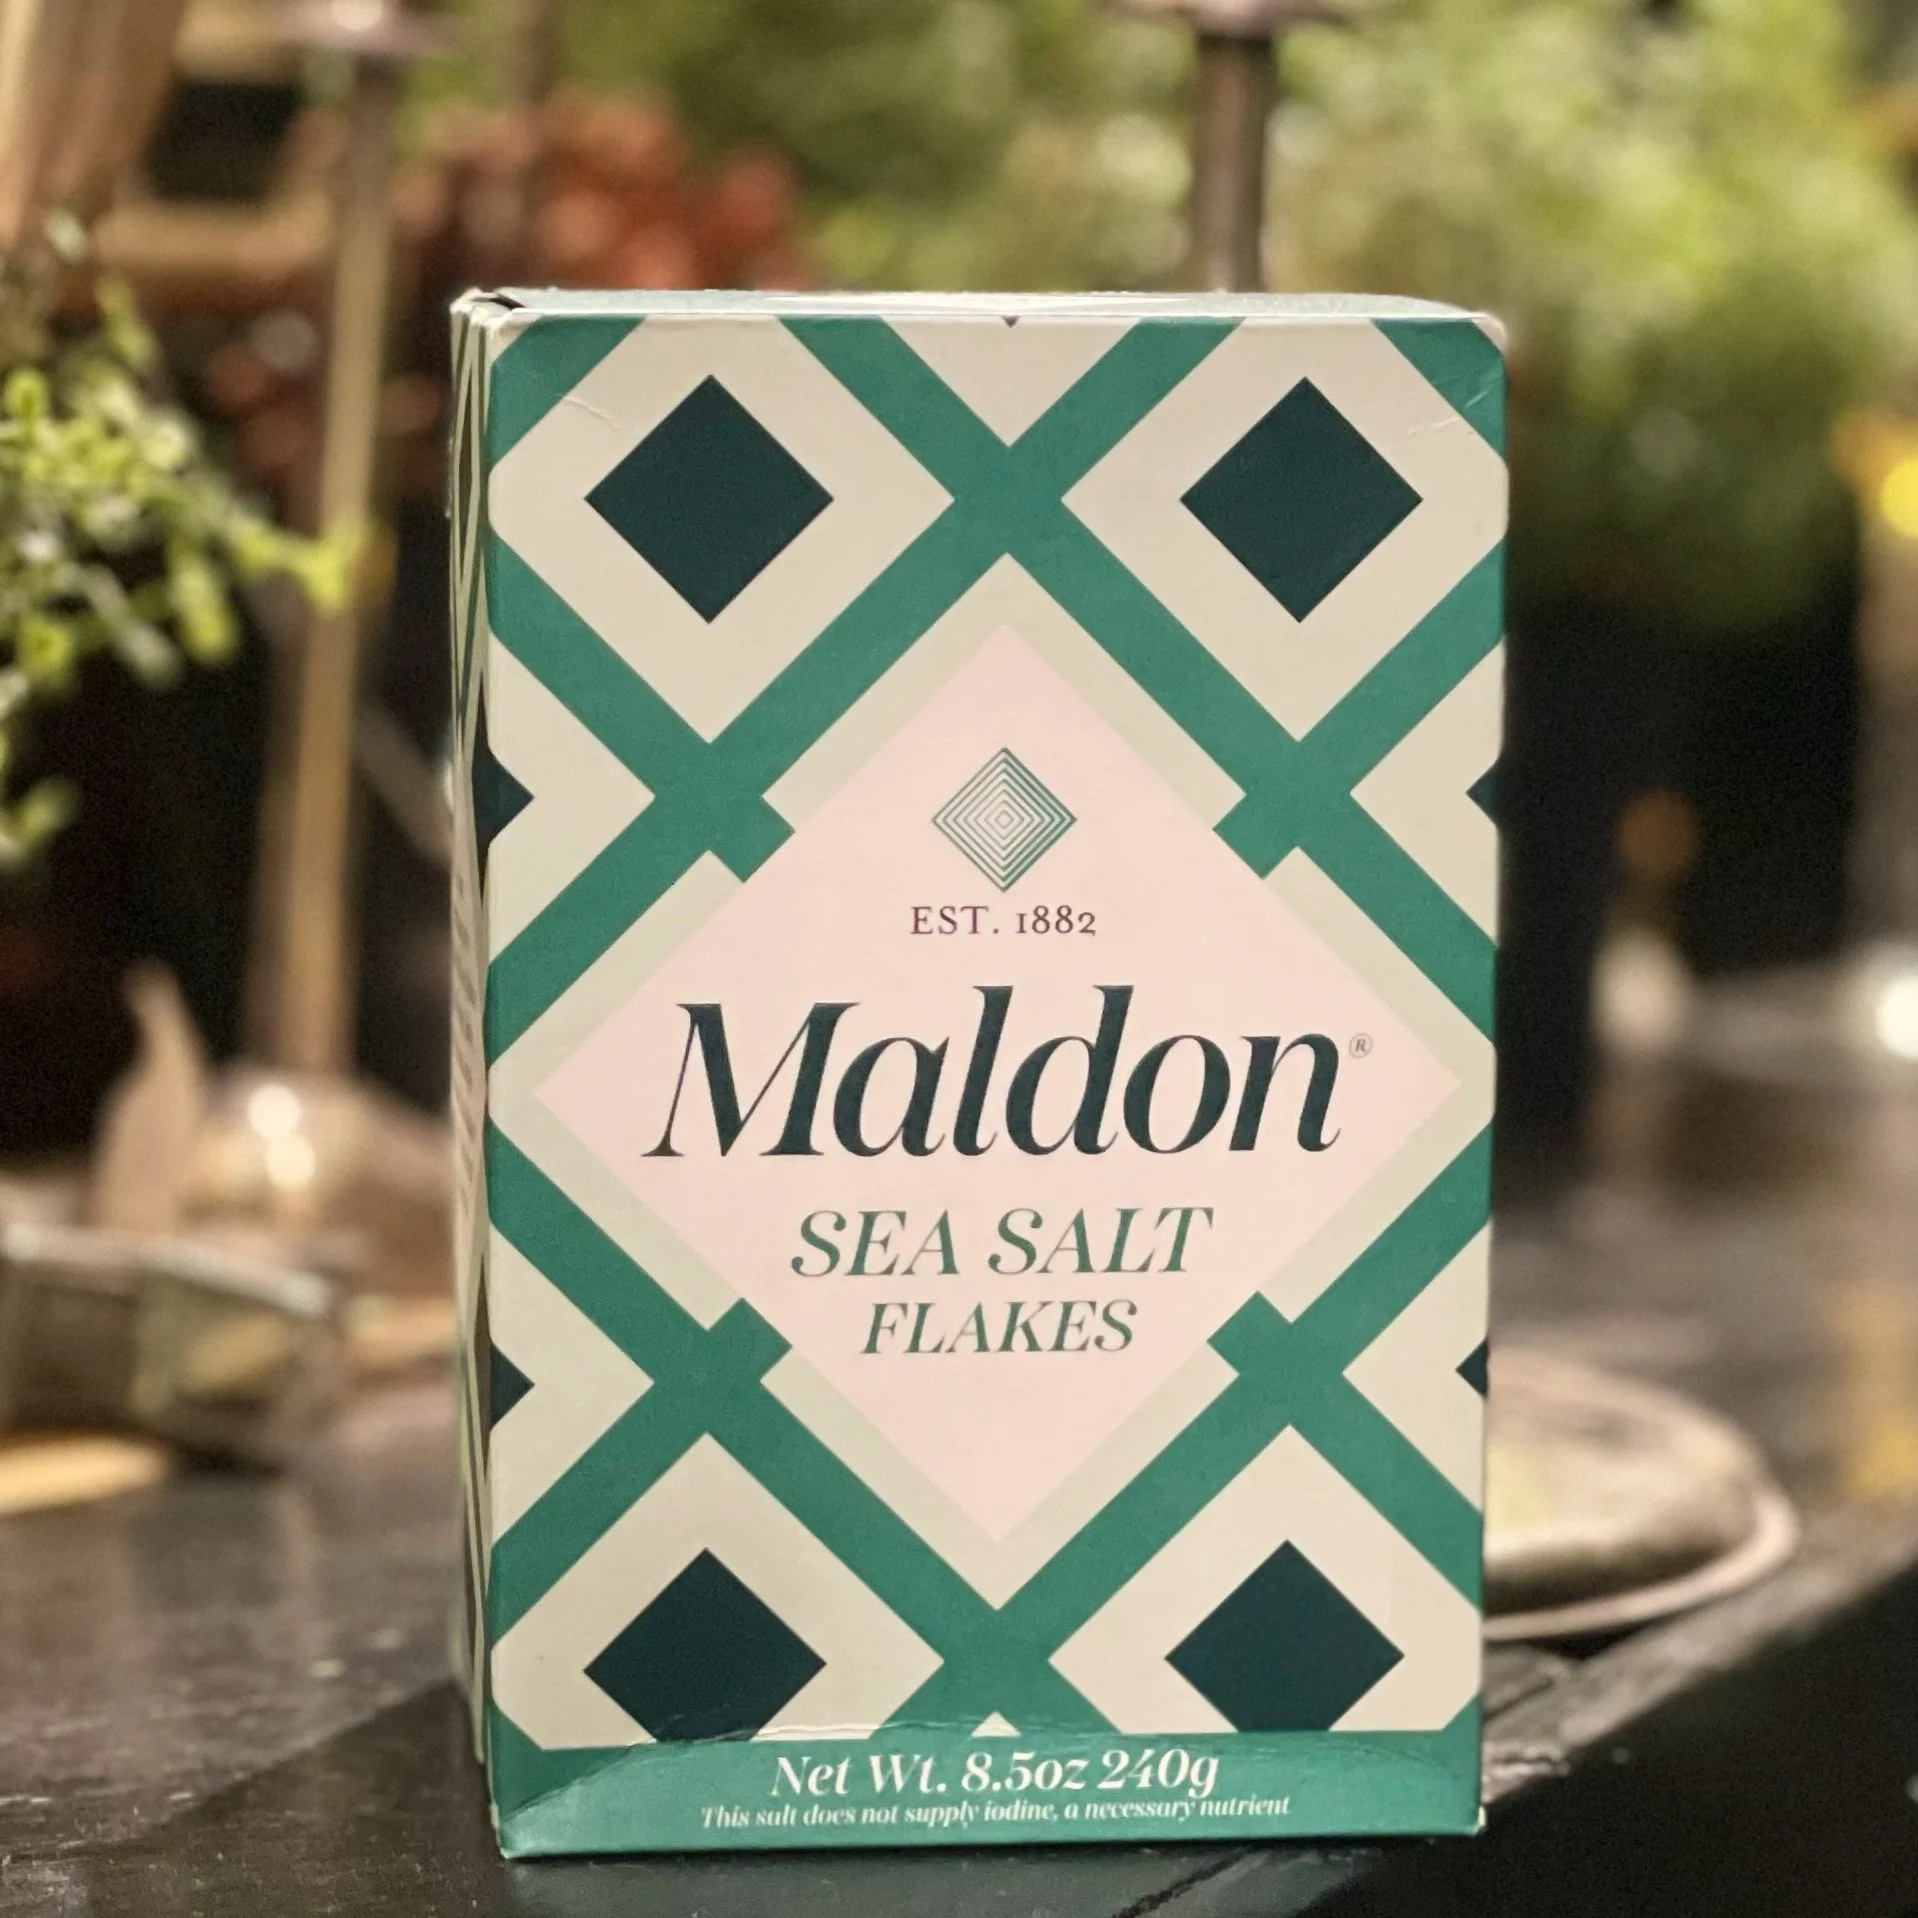 EST. 1882
Maldon®
SEA SALT
FLAKES
Net Wt. 8.5oz 240g
This salt does not supply iodine, a necessary nutrient